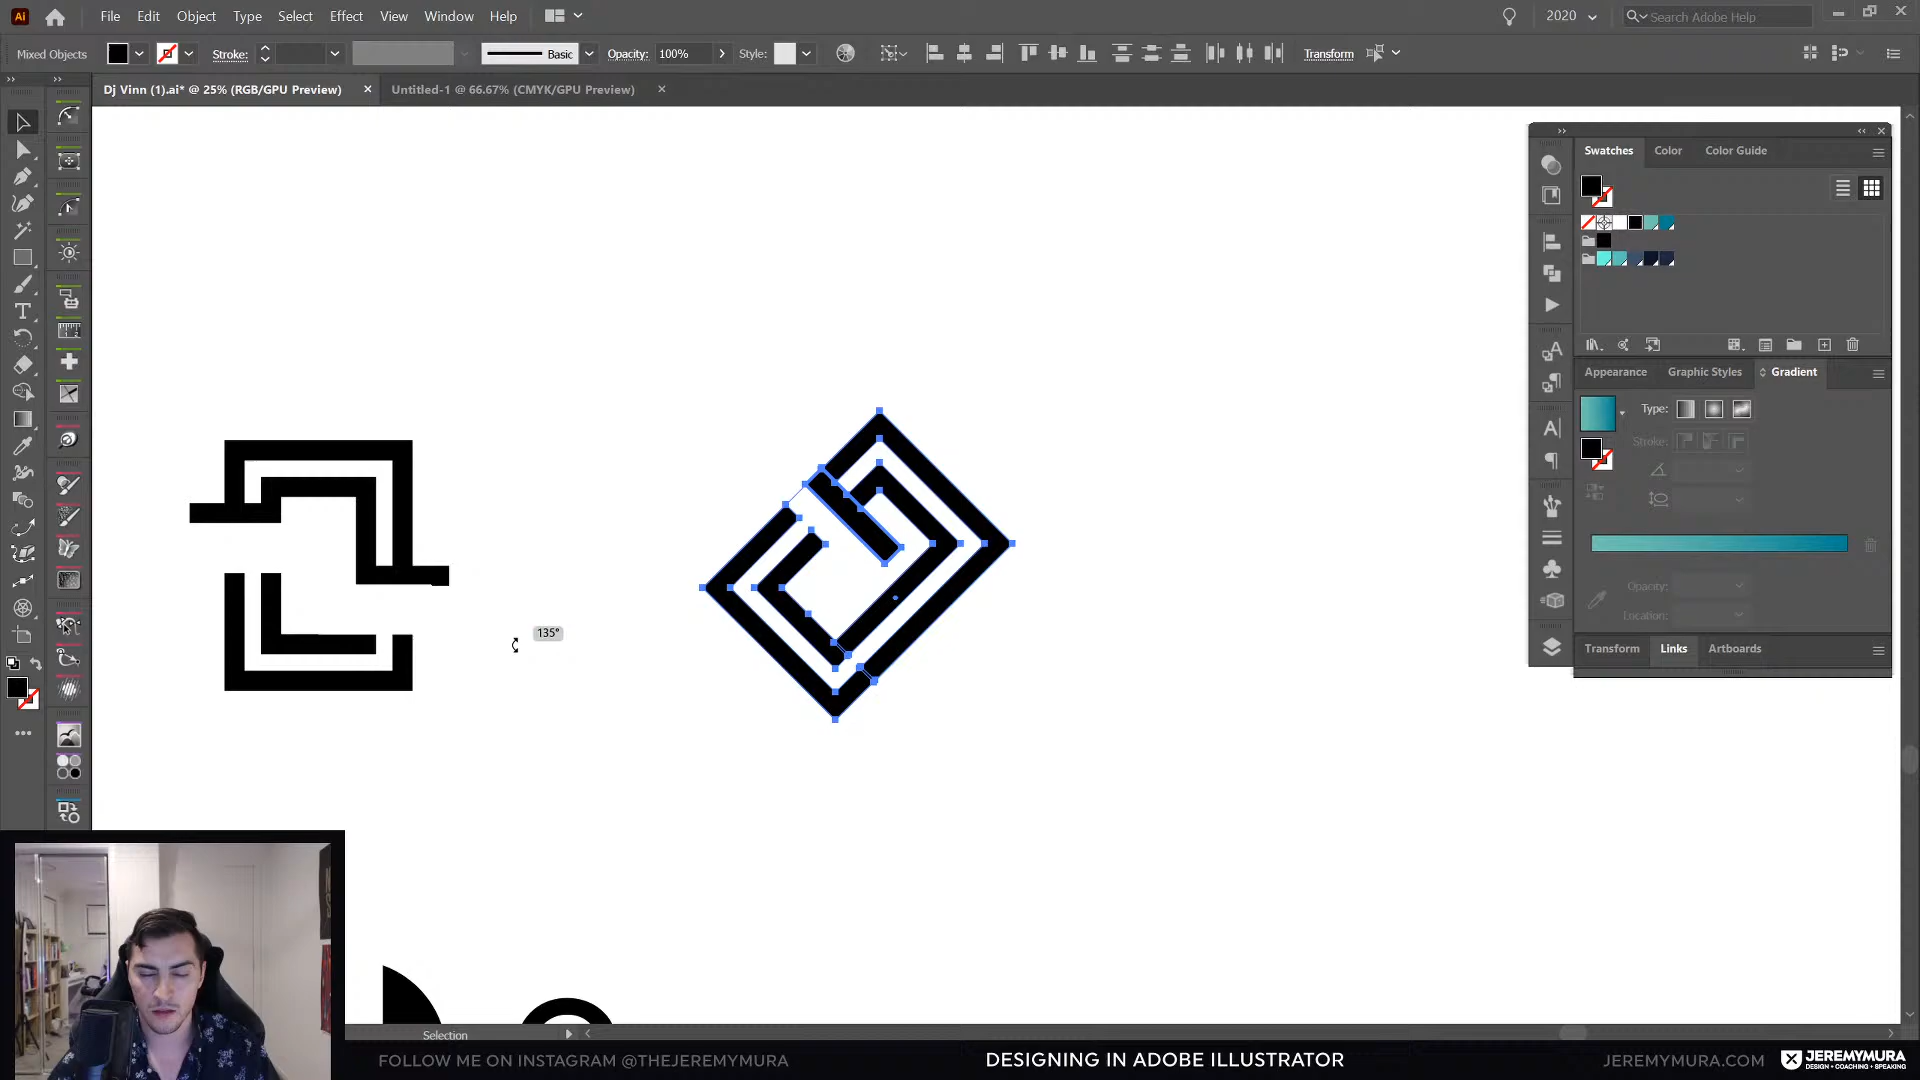 Ai File Edit Object Type Select Effect View Window Help 2020 Search Adobe Help
Mixed Objects Stroke: Basic Opacity: 100% Style: Transform
Dj Vinn (1).ai* @ 25% (RGB/GPU Preview) Untitled-1 @ 66.67% (CMYK/GPU Preview)
Swatches Color Color Guide
Appearance Graphic Styles Gradient
Type:
Stroke:
Opacity:
Location:
Transform Links Artboards
135°
Selection
FOLLOW ME ON INSTAGRAM @THEJEREMYMURA DESIGNING IN ADOBE ILLUSTRATOR JEREMYMURA.COM JEREMYMURA
DESIGN • COACHING • SPEAKING